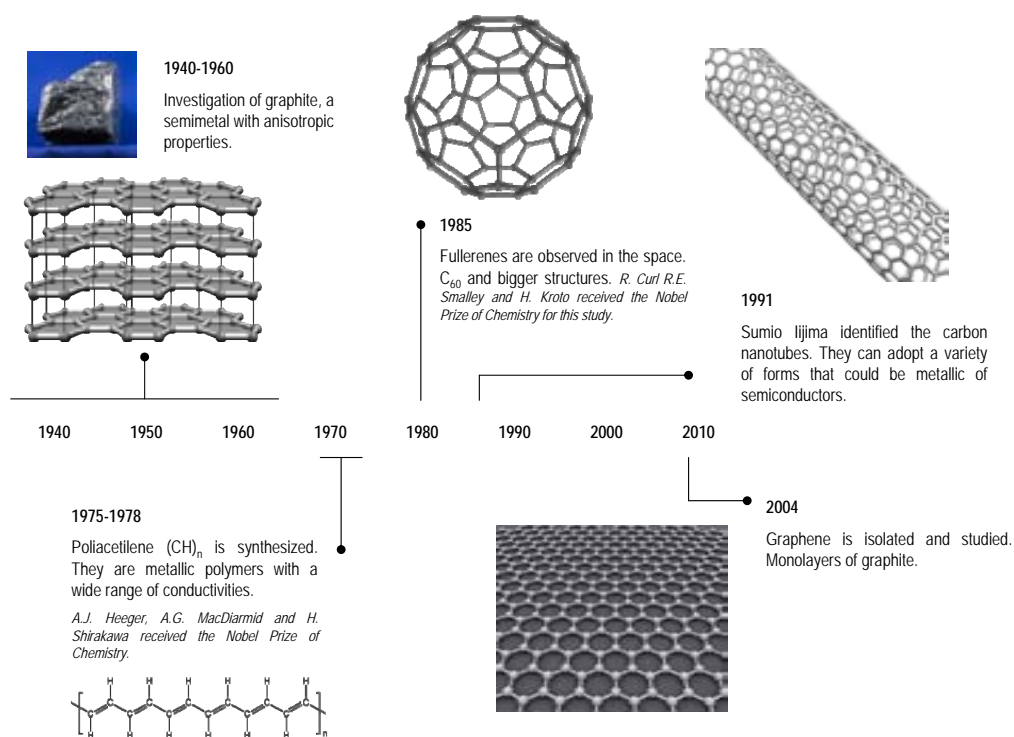 1940-1960
Investigation of graphite, a
semimetal with anisotropic
properties.
1985
Fullerenes are observed in the space.
C60 and bigger structures. R. Curl R.E.
Smalley and H. Kroto received the Nobel
Prize of Chemistry for this study.
1991
Sumio Iijima identified the carbon
nanotubes. They can adopt a variety
of forms that could be metallic of
semiconductors.
1940 1950 1960 1970 1980 1990 2000 2010
1975-1978
Poliacetilene (CH)n is synthesized.
They are metallic polymers with a
wide range of conductivities.
A.J. Heeger, A.G. MacDiarmid and H.
Shirakawa received the Nobel Prize of
Chemistry.
2004
Graphene is isolated and studied.
Monolayers of graphite.
H H H H H H
C C C C C C
C C C C C C
n
H H H H H H